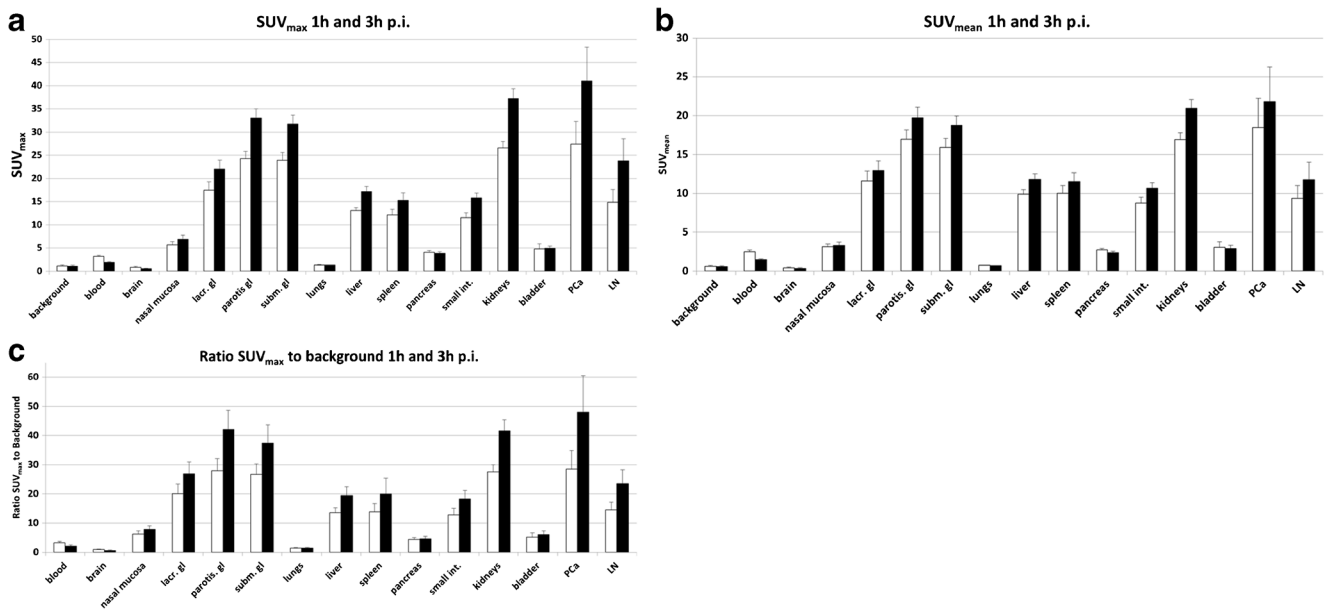 a
SUVmax 1h and 3h p.i.
SUVmax
50
45
40
35
30
25
20
15
10
5
0
background
blood
brain
nasal mucosa
lacr. gl
parotis. gl
subm. gl
lungs
liver
spleen
pancreas
small int.
kidneys
bladder
PCa
LN
b
SUVmean 1h and 3h p.i.
SUVmean
30
25
20
15
10
5
0
background
blood
brain
nasal mucosa
lacr. gl
parotis. gl
subm. gl
lungs
liver
spleen
pancreas
small int.
kidneys
bladder
PCa
LN
c
Ratio SUVmax to background 1h and 3h p.i.
Ratio SUVmax to Background
60
50
40
30
20
10
0
blood
brain
nasal mucosa
lacr. gl
parotis. gl
subm. gl
lungs
liver
spleen
pancreas
small int.
kidneys
bladder
PCa
LN